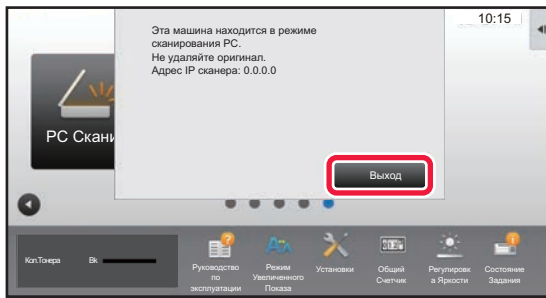 Эта машина находится в режиме
сканирования PC.
Не удаляйте оригинал.
Адрес IP сканера: 0.0.0.0
10:15
PC Скани
Выход
Кол.Тонера Bk
Руководство
по
эксплуатации
Режим
Увеличенного
Показа
Установки
Общий
Счетчик
Регулировк
а Яркости
Состояние
Задания